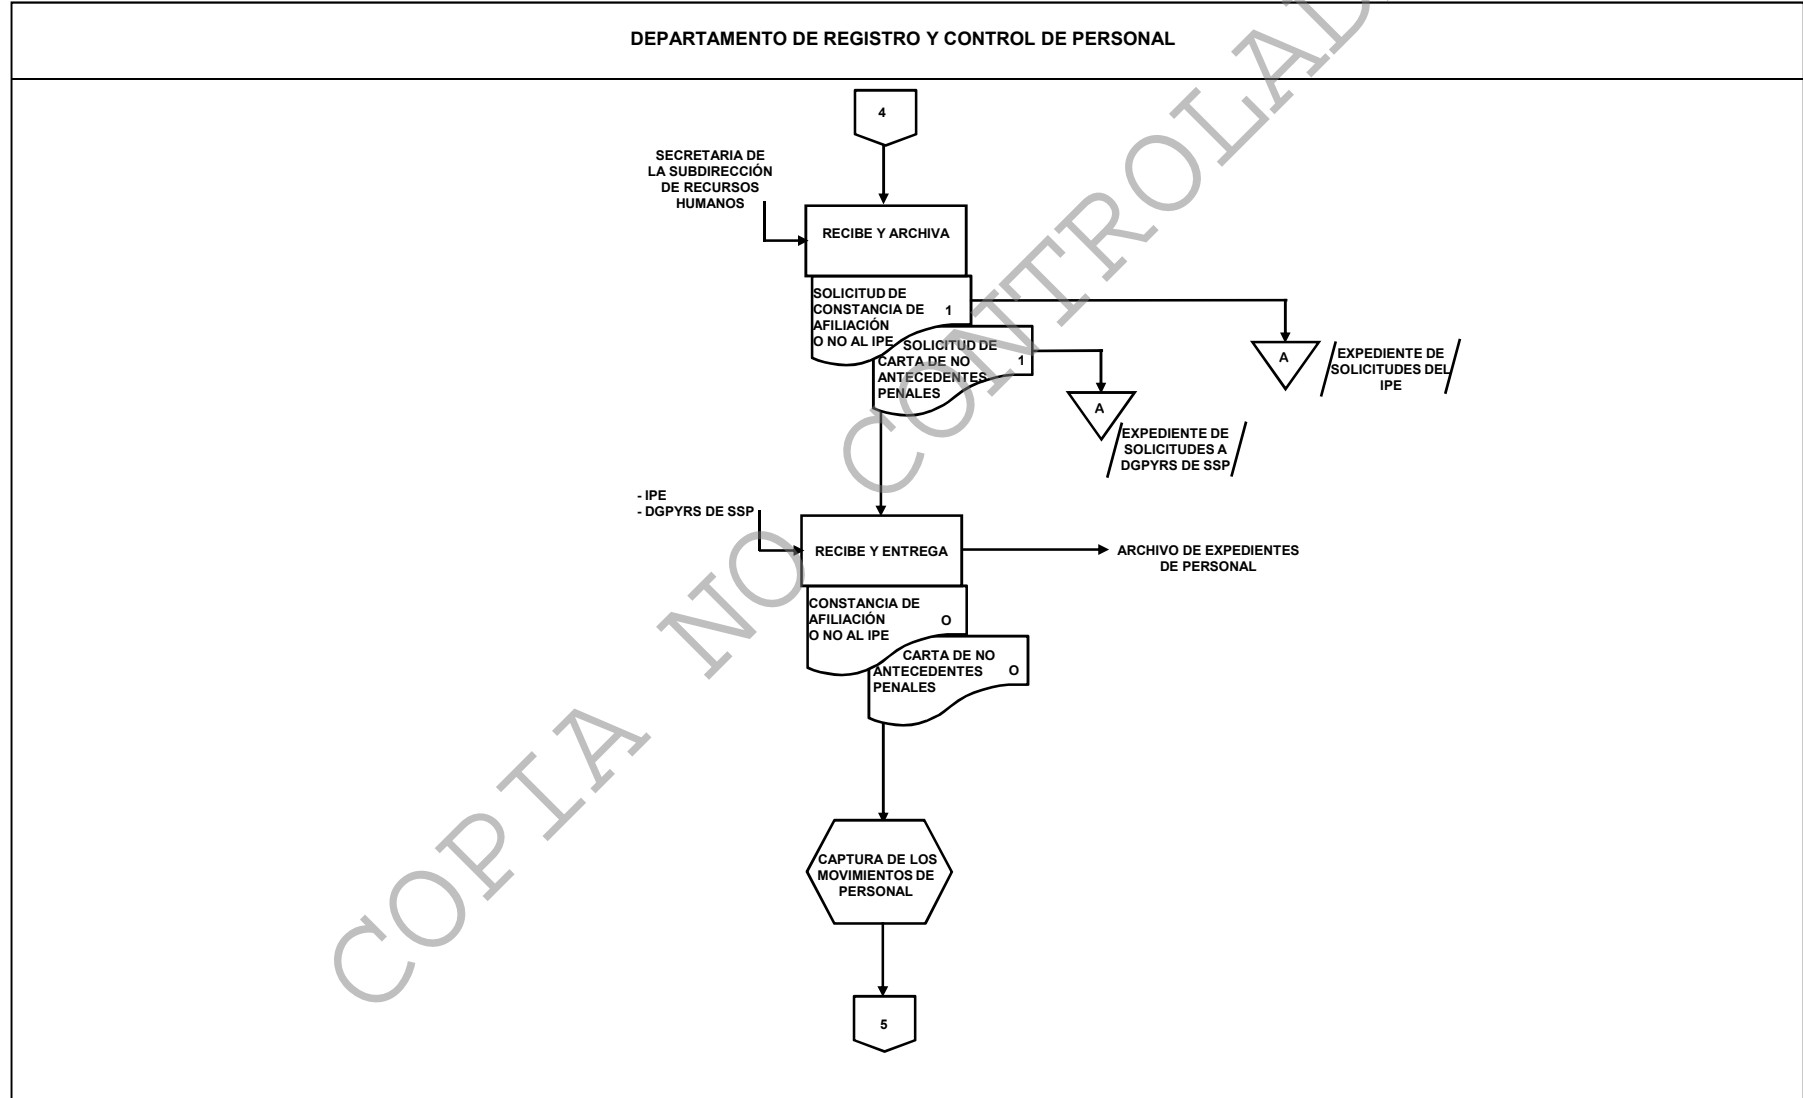 DEPARTAMENTO DE REGISTRO Y CONTROL DE PERSONAL
4
SECRETARIA DE
LA SUBDIRECCIÓN
DE RECURSOS
HUMANOS
RECIBE Y ARCHIVA
SOLICITUD DE
CONSTANCIA DE 1
AFILIACIÓN
O NO AL IPE
SOLICITUD DE
CARTA DE NO 1
ANTECEDENTES
PENALES
A
/EXPEDIENTE DE
SOLICITUDES DEL
IPE /
A
/EXPEDIENTE DE
SOLICITUDES A
DGPYRS DE SSP /
- IPE
- DGPYRS DE SSP
RECIBE Y ENTREGA
ARCHIVO DE EXPEDIENTES
DE PERSONAL
CONSTANCIA DE
AFILIACIÓN O
O NO AL IPE
CARTA DE NO
ANTECEDENTES O
PENALES
CAPTURA DE LOS
MOVIMIENTOS DE
PERSONAL
5
COPIA NO CONTROLAD